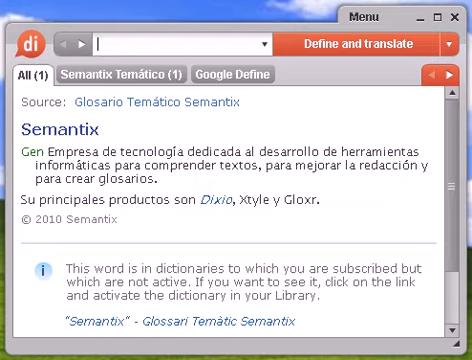 Menu
di
Define and translate
All (1) Semantix Temático (1) Google Define
Source: Glosario Temático Semantix
Semantix
Gen Empresa de tecnología dedicada al desarrollo de herramientas
informáticas para comprender textos, para mejorar la redacción y
para crear glosarios.
Su principales productos son Dixio, Xtyle y Gloxr.
© 2010 Semantix
i
This word is in dictionaries to which you are subscribed but
which are not active. If you want to see it, click on the link
and activate the dictionary in your Library.
"Semantix" - Glossari Temàtic Semantix